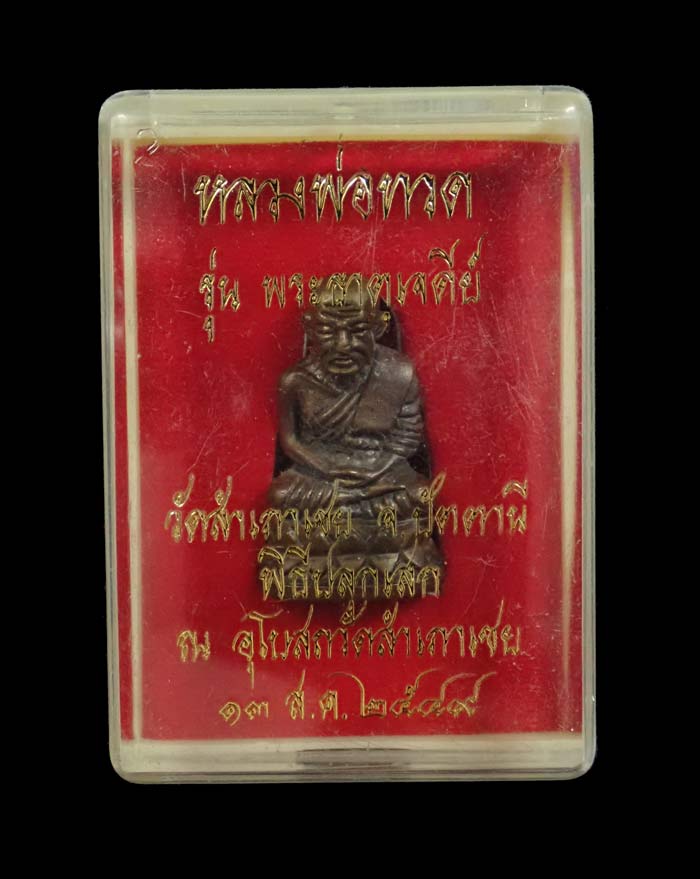 หลวงพ่อทวด
รุ่น พระธาตุเจดีย์
วัดสำเภาเชย จ.ปัตตานี
พิธีปลุกเสก
ณ อุโบสถวัดสำเภาเชย
๑๓ ส.ค. ๒๕๔๙